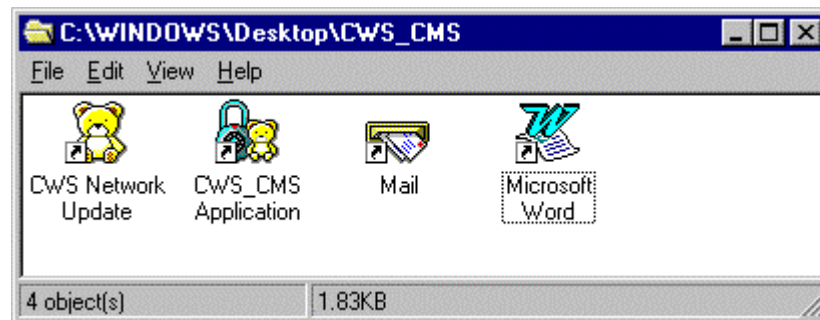 C:\WINDOWS\Desktop\CWS_CMS
File Edit View Help
CWS Network
Update
CWS_CMS
Application
Mail
Microsoft
Word
4 object(s) 1.83KB